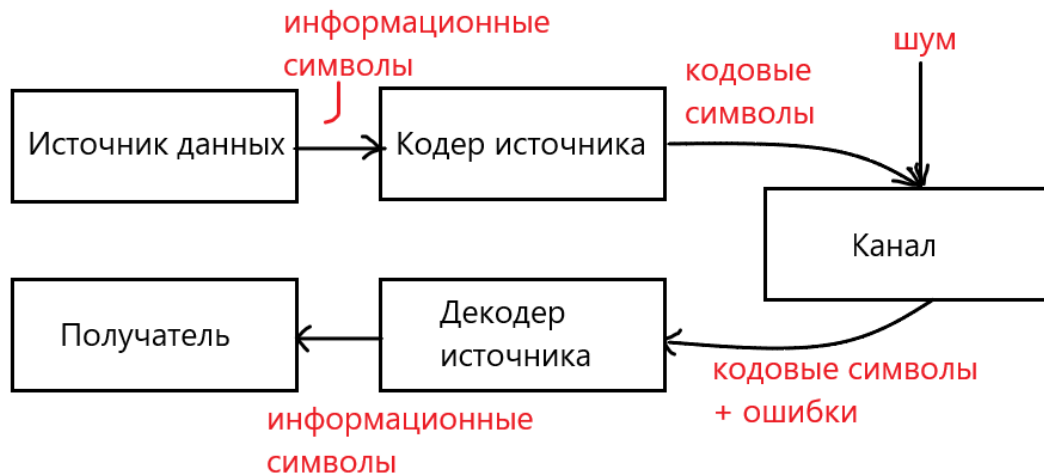 информационные
символы
шум
кодовые
символы
Источник данных
Кодер источника
Канал
Получатель
Декодер
источника
кодовые символы
+ ошибки
информационные
символы